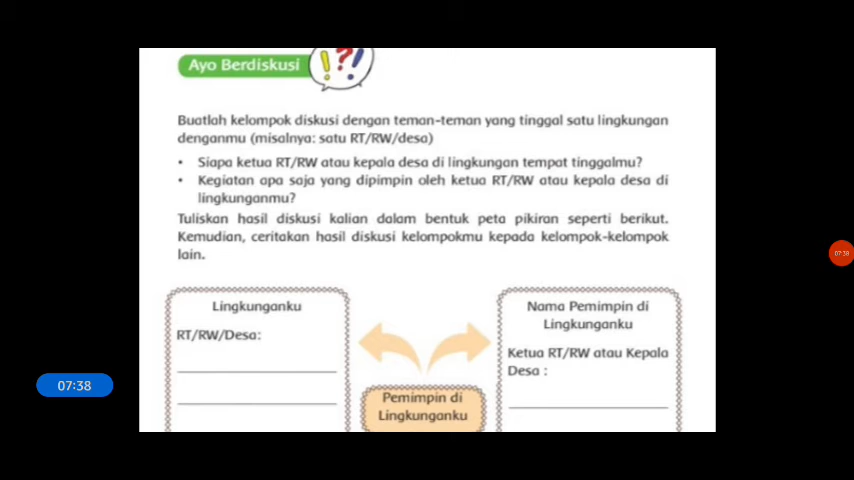 Ayo Berdiskusi
!?!
Buatlah kelompok diskusi dengan teman-teman yang tinggal satu lingkungan
denganmu (misalnya: satu RT/RW/desa)
• Siapa ketua RT/RW atau kepala desa di lingkungan tempat tinggalmu?
• Kegiatan apa saja yang dipimpin oleh ketua RT/RW atau kepala desa di
lingkunganmu?
Tuliskan hasil diskusi kalian dalam bentuk peta pikiran seperti berikut.
Kemudian, ceritakan hasil diskusi kelompokmu kepada kelompok-kelompok
lain.
Lingkunganku
RT/RW/Desa:
Pemimpin di
Lingkunganku
Nama Pemimpin di
Lingkunganku
Ketua RT/RW atau Kepala
Desa :
07:38
07:38